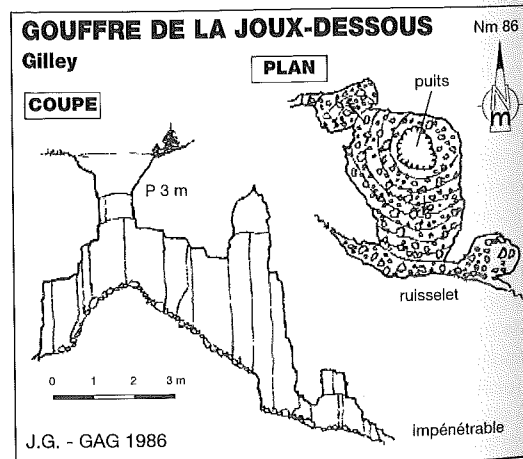 GOUFFRE DE LA JOUX-DESSOUS
Nm 86
Gilley
PLAN
N
m
puits
COUPE
P 3 m
ruisselet
0 1 2 3 m
impénétrable
J.G. - GAG 1986